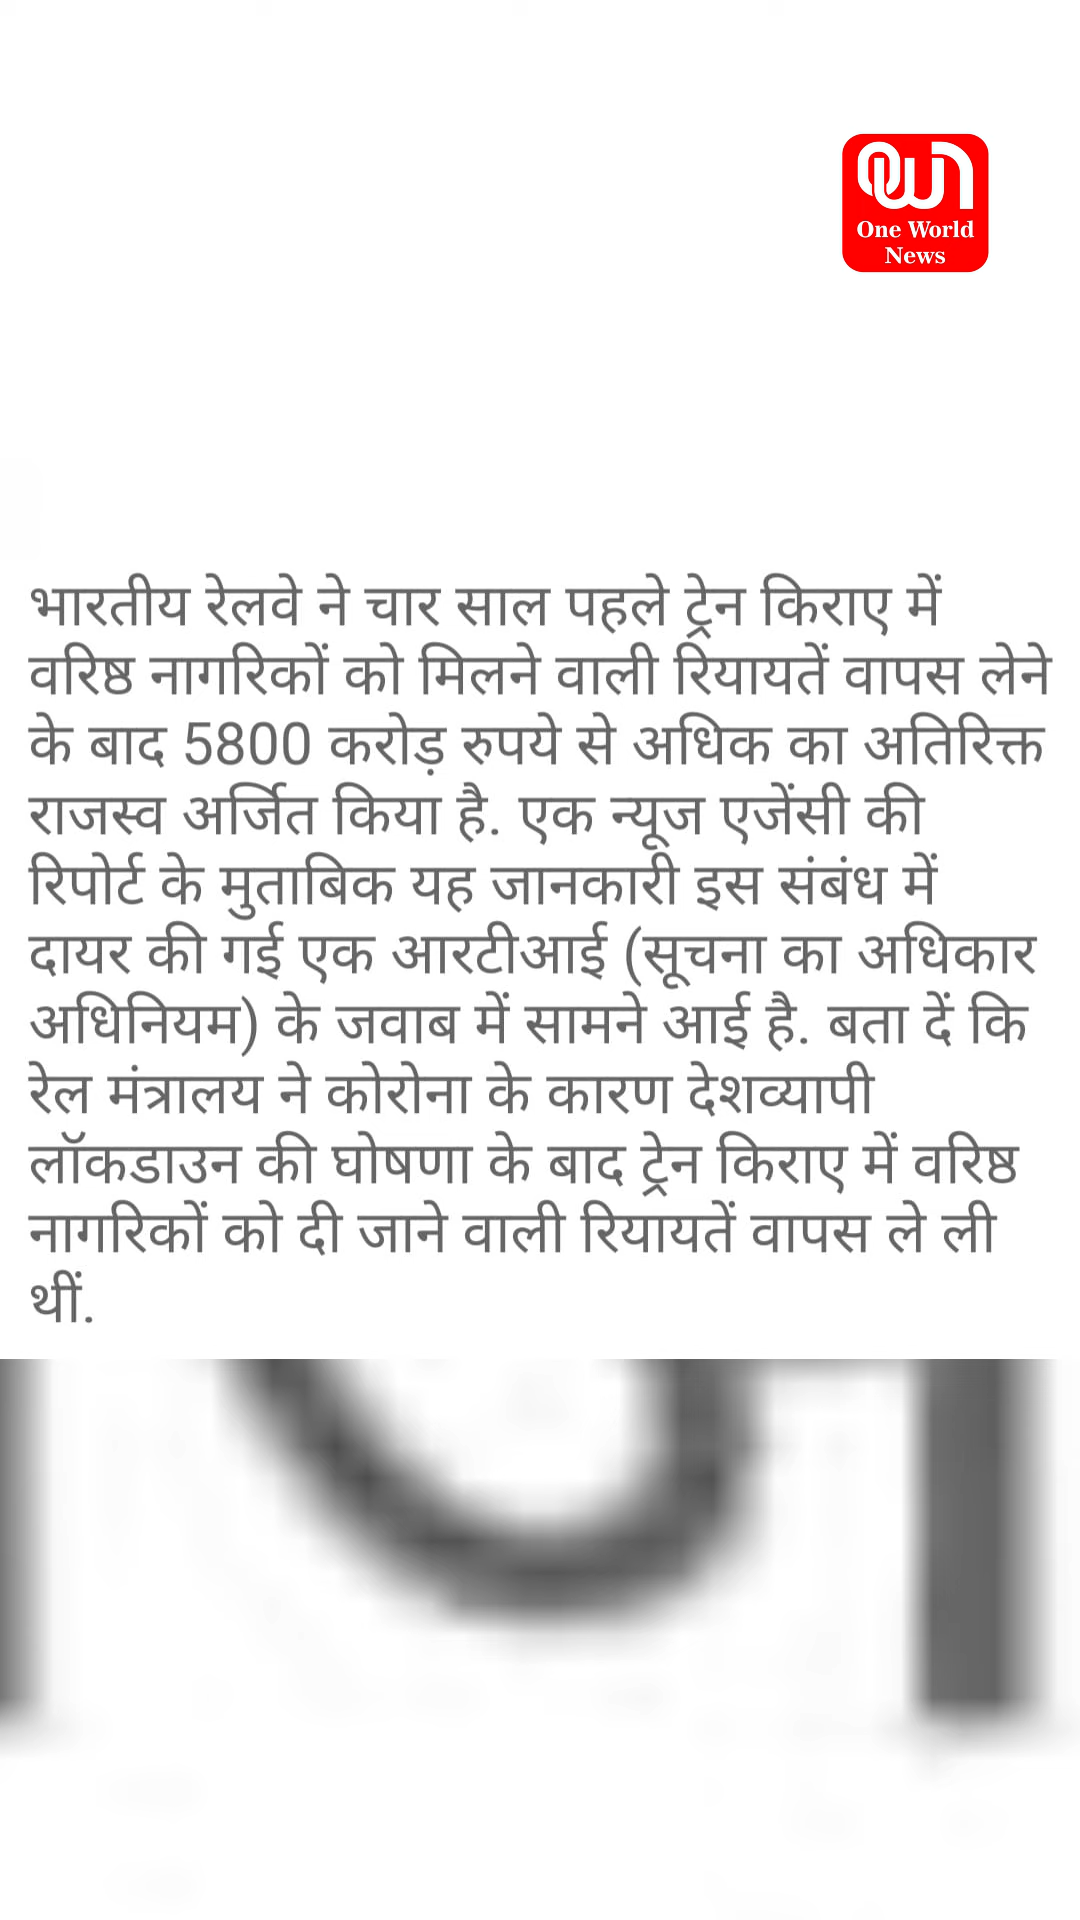 One World
News
भारतीय रेलवे ने चार साल पहले ट्रेन किराए में
वरिष्ठ नागरिकों को मिलने वाली रियायतें वापस लेने
के बाद 5800 करोड़ रुपये से अधिक का अतिरिक्त
राजस्व अर्जित किया है. एक न्यूज एजेंसी की
रिपोर्ट के मुताबिक यह जानकारी इस संबंध में
दायर की गई एक आरटीआई (सूचना का अधिकार
अधिनियम) के जवाब में सामने आई है. बता दें कि
रेल मंत्रालय ने कोरोना के कारण देशव्यापी
लॉकडाउन की घोषणा के बाद ट्रेन किराए में वरिष्ठ
नागरिकों को दी जाने वाली रियायतें वापस ले ली
थीं.